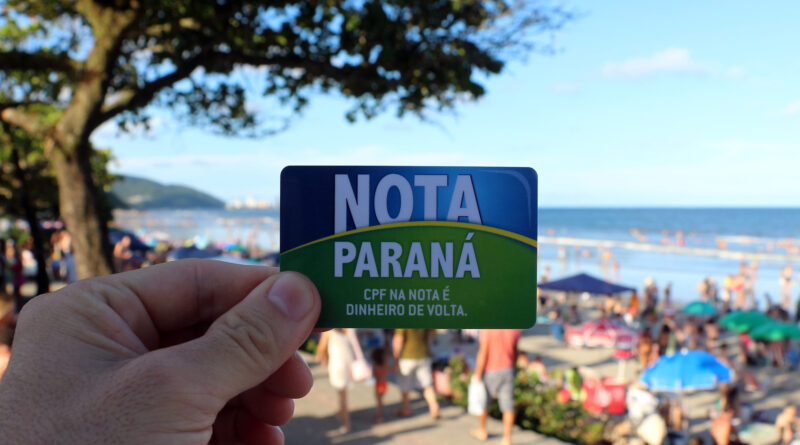 NOTA
PARANÁ
CPF NA NOTA É
DINHEIRO DE VOLTA.